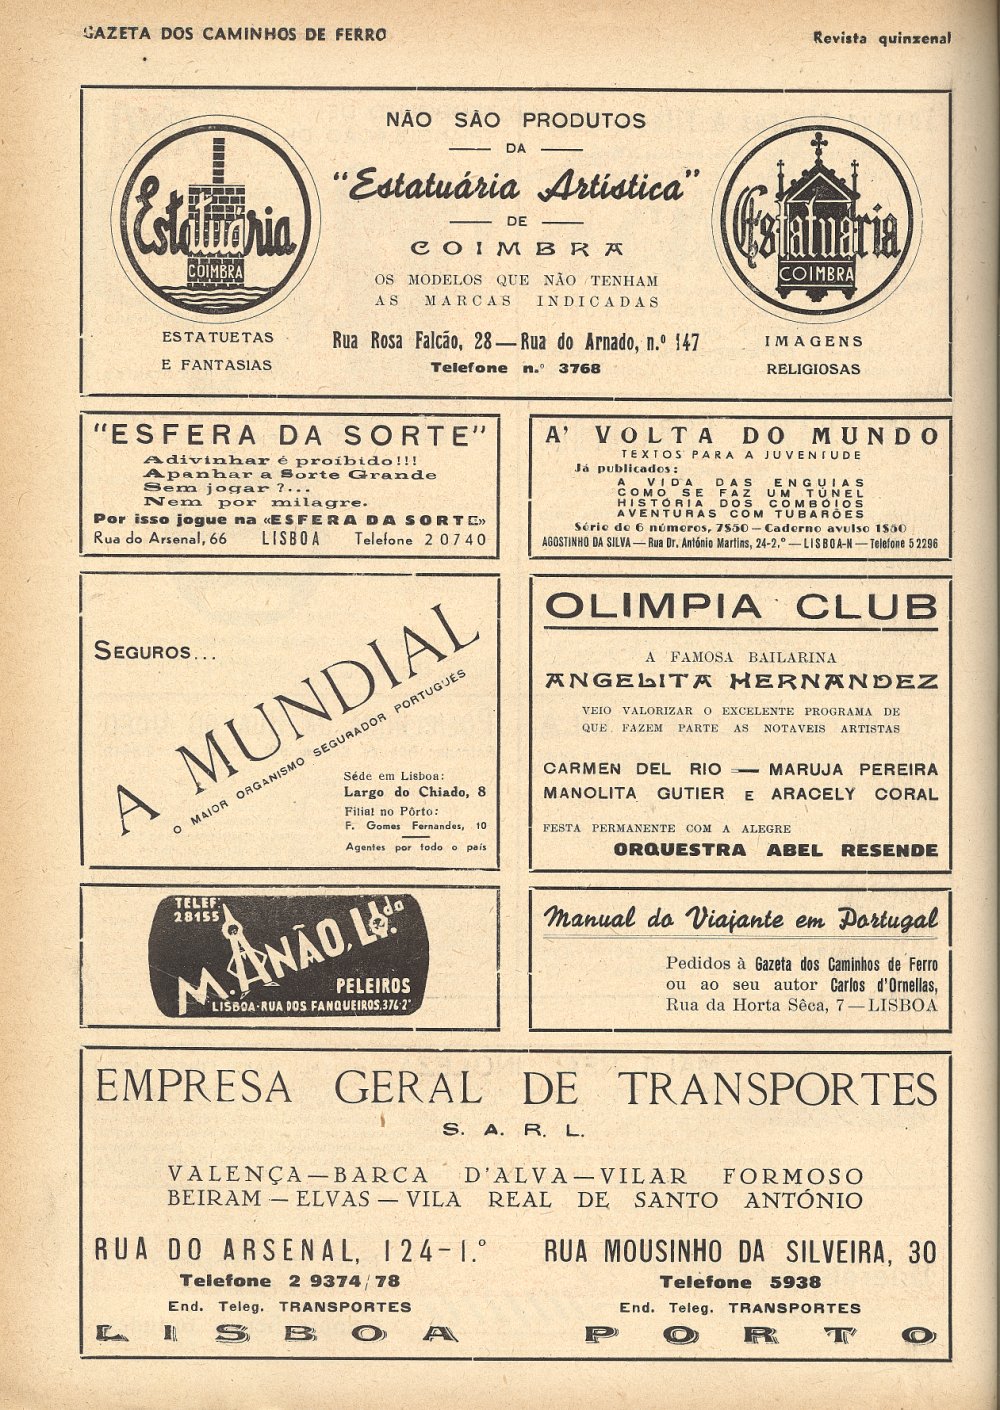 GAZETA DOS CAMINHOS DE FERRO
Revista quinzenal
NÃO SÃO PRODUTOS
DA
"Estatuária Artística"
DE
COIMBRA
OS MODELOS QUE NÃO TENHAM
AS MARCAS INDICADAS
Rua Rosa Falcão, 28 — Rua do Arnado, n.º 147
Telefone n.º 3768
Estatuária
COIMBRA
ESTATUETAS
E FANTASIAS
Estatuária
COIMBRA
IMAGENS
RELIGIOSAS
"ESFERA DA SORTE"
Adivinhar é proíbido!!!
Apanhar a Sorte Grande
Sem jogar?...
Nem por milagre.
Por isso jogue na «ESFERA DA SORTE»
Rua do Arsenal, 66 LISBOA Telefone 20740
A' VOLTA DO MUNDO
TEXTOS PARA A JUVENTUDE
Já publicados:
A VIDA DAS ENGUIAS
COMO SE FAZ UM TÚNEL
HISTÓRIA DOS COMBÓIOS
AVENTURAS COM TUBARÕES
Série de 6 números, 7$50 — Caderno avulso 1$50
AGOSTINHO DA SILVA — Rua Dr. António Martins, 24-2.º — LISBOA-N — Telefone 5 2296
SEGUROS...
A MUNDIAL
O MAIOR ORGANISMO SEGURADOR PORTUGUÊS
Séde em Lisboa:
Largo do Chiado, 8
Filial no Pôrto:
F. Gomes Fernandes, 10
Agentes por todo o país
OLIMPIA CLUB
A FAMOSA BAILARINA
ANGELITA HERNANDEZ
VEIO VALORIZAR O EXCELENTE PROGRAMA DE
QUE FAZEM PARTE AS NOTAVEIS ARTISTAS
CARMEN DEL RIO — MARUJA PEREIRA
MANOLITA GUTIER E ARACELY CORAL
FESTA PERMANENTE COM A ALEGRE
ORQUESTRA ABEL RESENDE
TELEF.
28155
M. ANÃO, L.da
PELEIROS
LISBOA-RUA DOS FANQUEIROS, 376-2º
Manual do Viajante em Portugal
Pedidos à Gazeta dos Caminhos de Ferro
ou ao seu autor Carlos d'Ornellas,
Rua da Horta Sêca, 7 — LISBOA
EMPRESA GERAL DE TRANSPORTES
S. A. R. L.
VALENÇA — BARCA D'ALVA — VILAR FORMOSO
BEIRAM — ELVAS — VILA REAL DE SANTO ANTÓNIO
RUA DO ARSENAL, 124-1.º
Telefone 2 9374/78
End. Teleg. TRANSPORTES
LISBOA
RUA MOUSINHO DA SILVEIRA, 30
Telefone 5938
End. Teleg. TRANSPORTES
PORTO